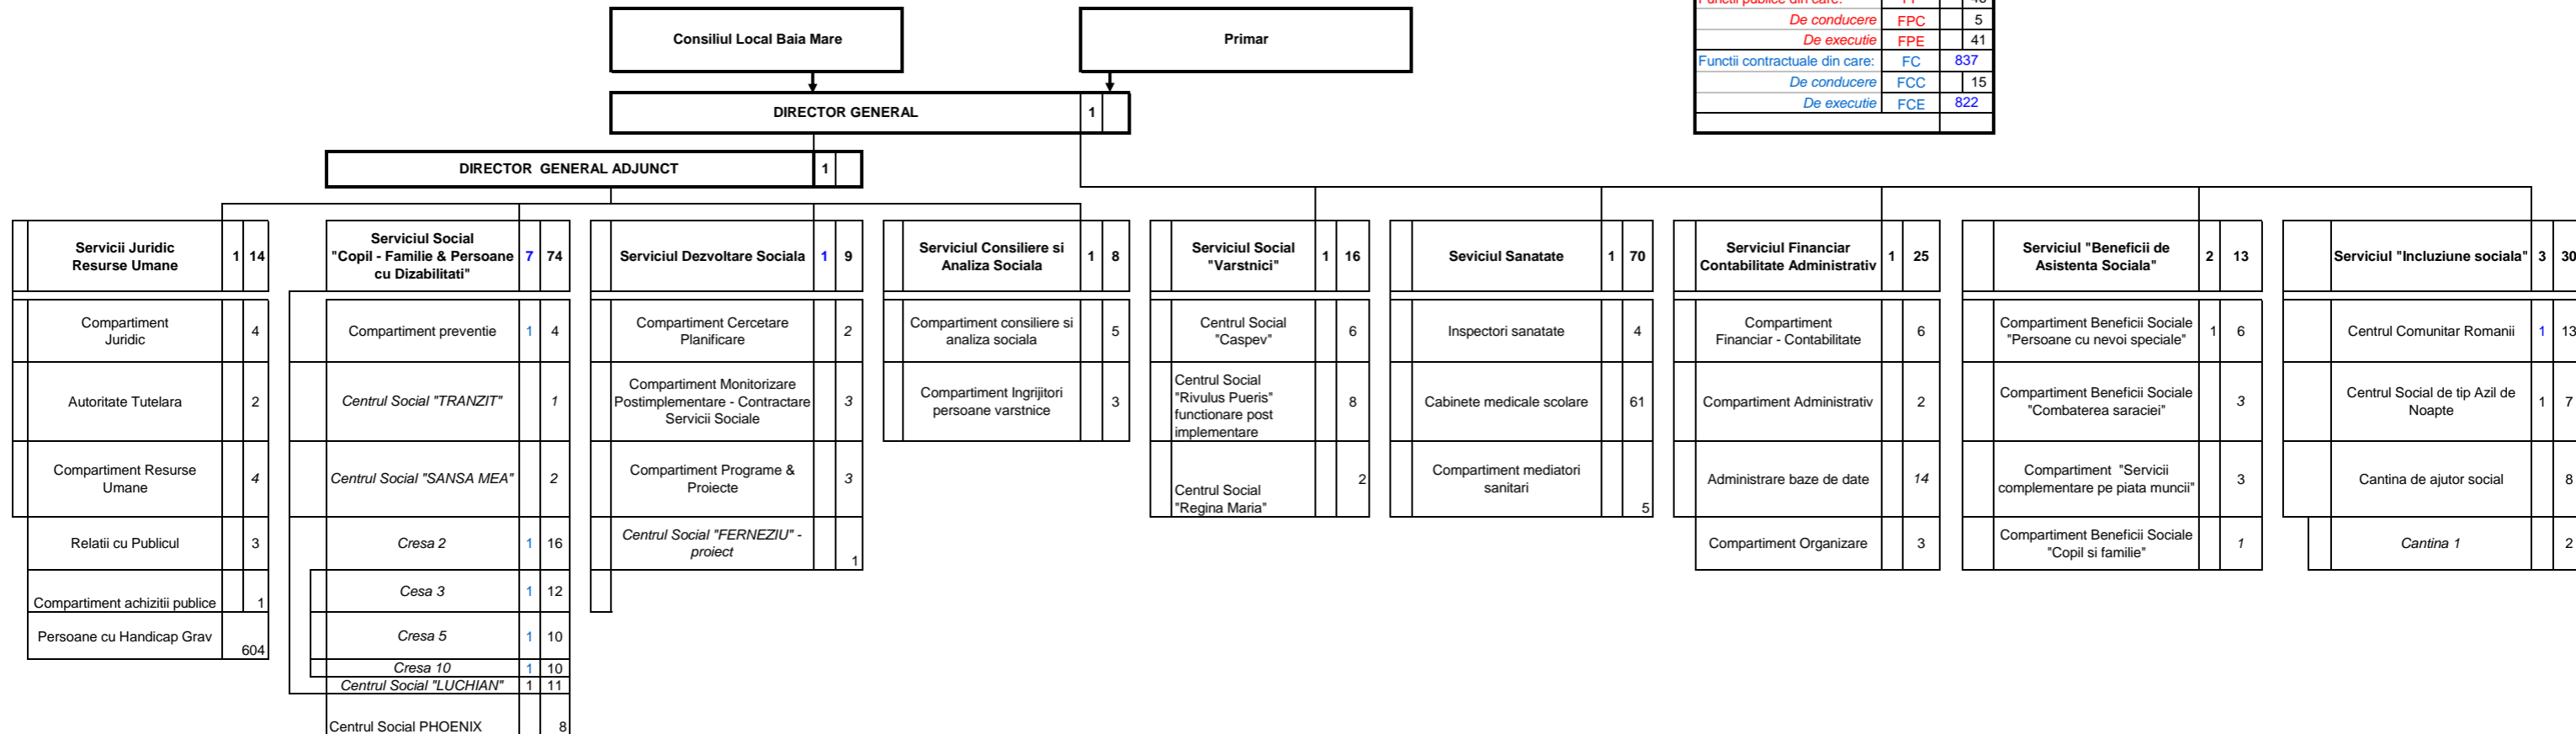 Functii publice din care:
De conducere FPC 5
De executie FPE 41
Functii contractuale din care: FC 837
De conducere FCC 15
De executie FCE 822
Consiliul Local Baia Mare
Primar
DIRECTOR GENERAL 1
DIRECTOR GENERAL ADJUNCT 1
Servicii Juridic
Resurse Umane
1 14
Compartiment
Juridic
4
Autoritate Tutelara 2
Compartiment Resurse
Umane
4
Relatii cu Publicul 3
Compartiment achizitii publice 1
Persoane cu Handicap Grav
604
Serviciul Social
"Copil - Familie & Persoane
cu Dizabilitati"
7 74
Compartiment preventie 1 4
Centrul Social "TRANZIT" 1
Centrul Social "SANSA MEA" 2
Cresa 2 1 16
Cesa 3 1 12
Cresa 5 1 10
Cresa 10 1 10
Centrul Social "LUCHIAN" 1 11
Centrul Social PHOENIX 8
Serviciul Dezvoltare Sociala 1 9
Compartiment Cercetare
Planificare
2
Compartiment Monitorizare
Postimplementare - Contractare
Servicii Sociale
3
Compartiment Programe &
Proiecte
3
Centrul Social "FERNEZIU" -
proiect
1
Serviciul Consiliere si
Analiza Sociala
1 8
Compartiment consiliere si
analiza sociala
5
Compartiment Ingrijitori
persoane varstnice
3
Serviciul Social
"Varstnici"
1 16
Centrul Social
"Caspev"
6
Centrul Social
"Rivulus Pueris"
functionare post
implementare
8
Centrul Social
"Regina Maria"
2
Seviciul Sanatate 1 70
Inspectori sanatate 4
Cabinete medicale scolare 61
Compartiment mediatori
sanitari
5
Serviciul Financiar
Contabilitate Administrativ
1 25
Compartiment
Financiar - Contabilitate
6
Compartiment Administrativ 2
Administrare baze de date 14
Compartiment Organizare 3
Serviciul "Beneficii de
Asistenta Sociala"
2 13
Compartiment Beneficii Sociale
"Persoane cu nevoi speciale"
1 6
Compartiment Beneficii Sociale
"Combaterea saraciei"
3
Compartiment "Servicii
complementare pe piata muncii"
3
Compartiment Beneficii Sociale
"Copil si familie"
1
Serviciul "Incluziune sociala" 3 30
Centrul Comunitar Romanii 1 13
Centrul Social de tip Azil de
Noapte
1 7
Cantina de ajutor social 8
Cantina 1 2